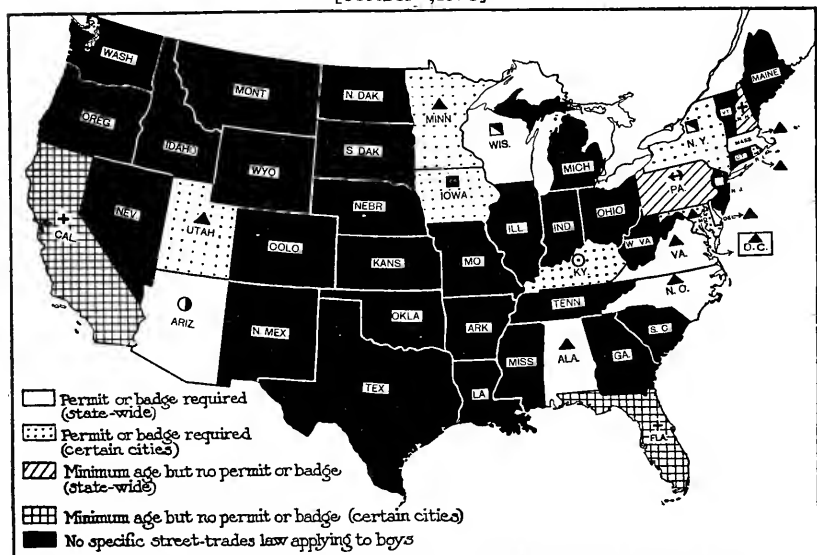 WASH
MONT
N. DAK.
MINN
MAINE
OREG.
IDAHO
S. DAK
WIS.
MICH
VT.
N.Y.
MASS
WYO
IOWA
PA.
N.J.
NEBR
NEV.
UTAH
COLO.
ILL.
IND.
OHIO
W VA.
VA.
DEL
D.C.
CAL.
KANS
MO
KY.
N. C.
TENN.
ARIZ
N. MEX
OKLA
ARK
S. C.
MISS
ALA.
GA.
TEX
LA
FLA.
Permit or badge required
(state-wide)
Permit or badge required
(certain cities)
Minimum age but no permit or badge
(state-wide)
Minimum age but no permit or badge (certain cities)
No specific street-trades law applying to boys